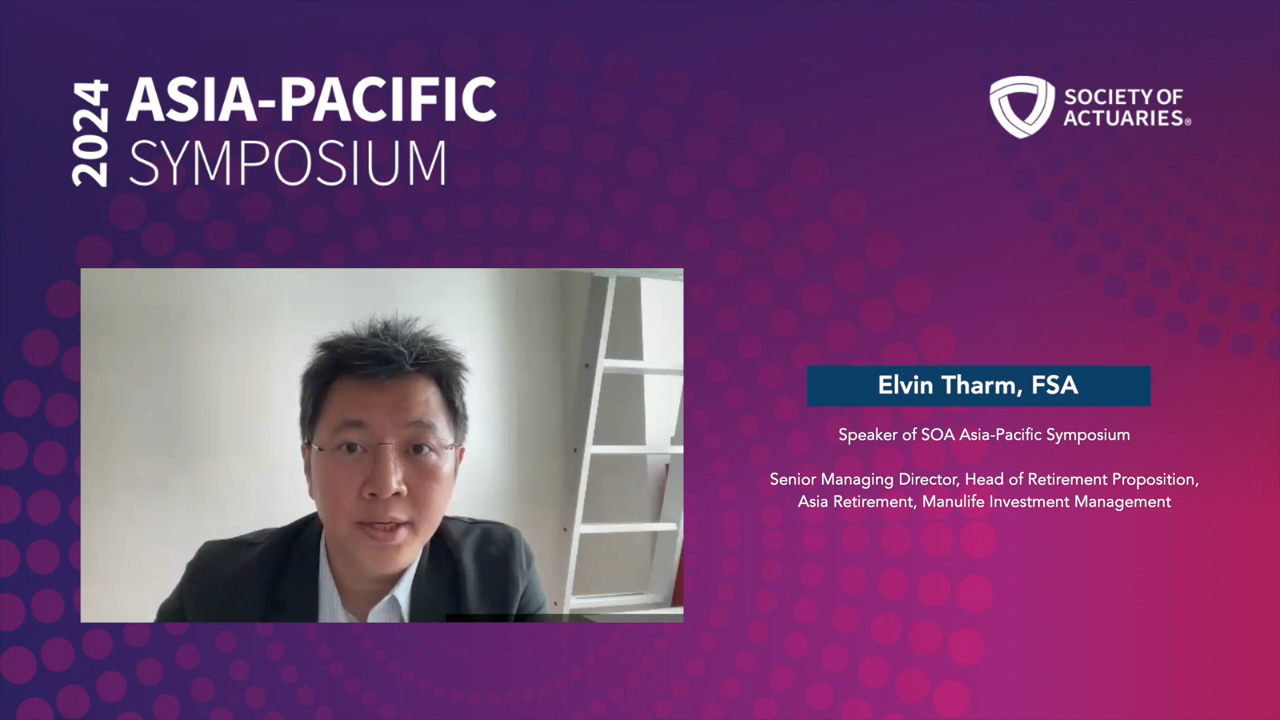 2024
ASIA-PACIFIC
SYMPOSIUM
SOCIETY OF
ACTUARIES®
Elvin Tharm, FSA
Speaker of SOA Asia-Pacific Symposium
Senior Managing Director, Head of Retirement Proposition,
Asia Retirement, Manulife Investment Management